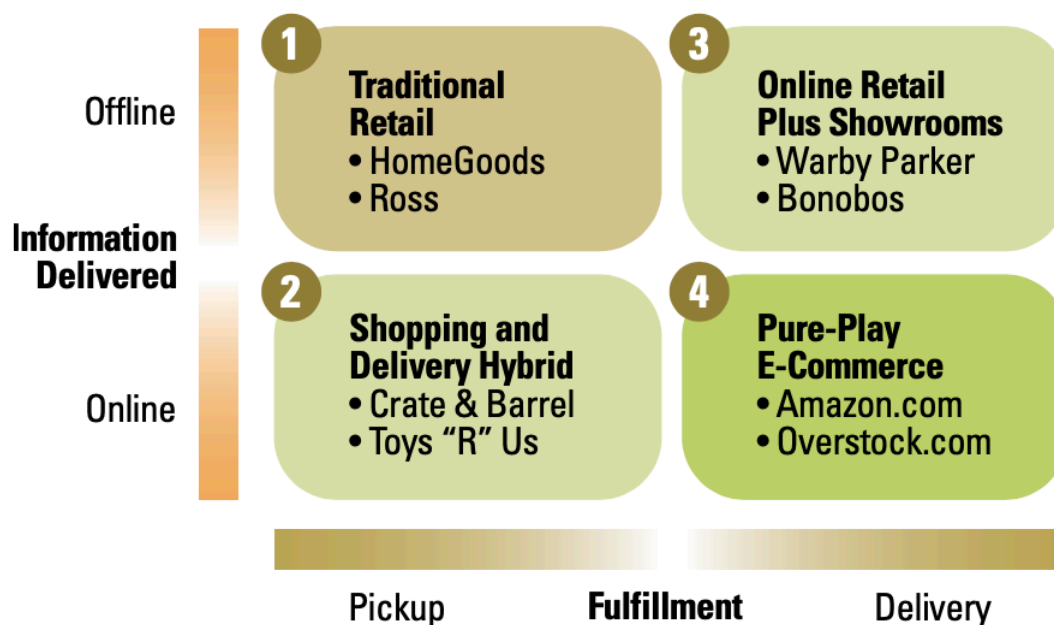 1
Traditional
Retail
• HomeGoods
• Ross
3
Online Retail
Plus Showrooms
• Warby Parker
• Bonobos
Offline
Information
Delivered
Online
2
Shopping and
Delivery Hybrid
• Crate & Barrel
• Toys “R” Us
4
Pure-Play
E-Commerce
• Amazon.com
• Overstock.com
Pickup
Fulfillment
Delivery